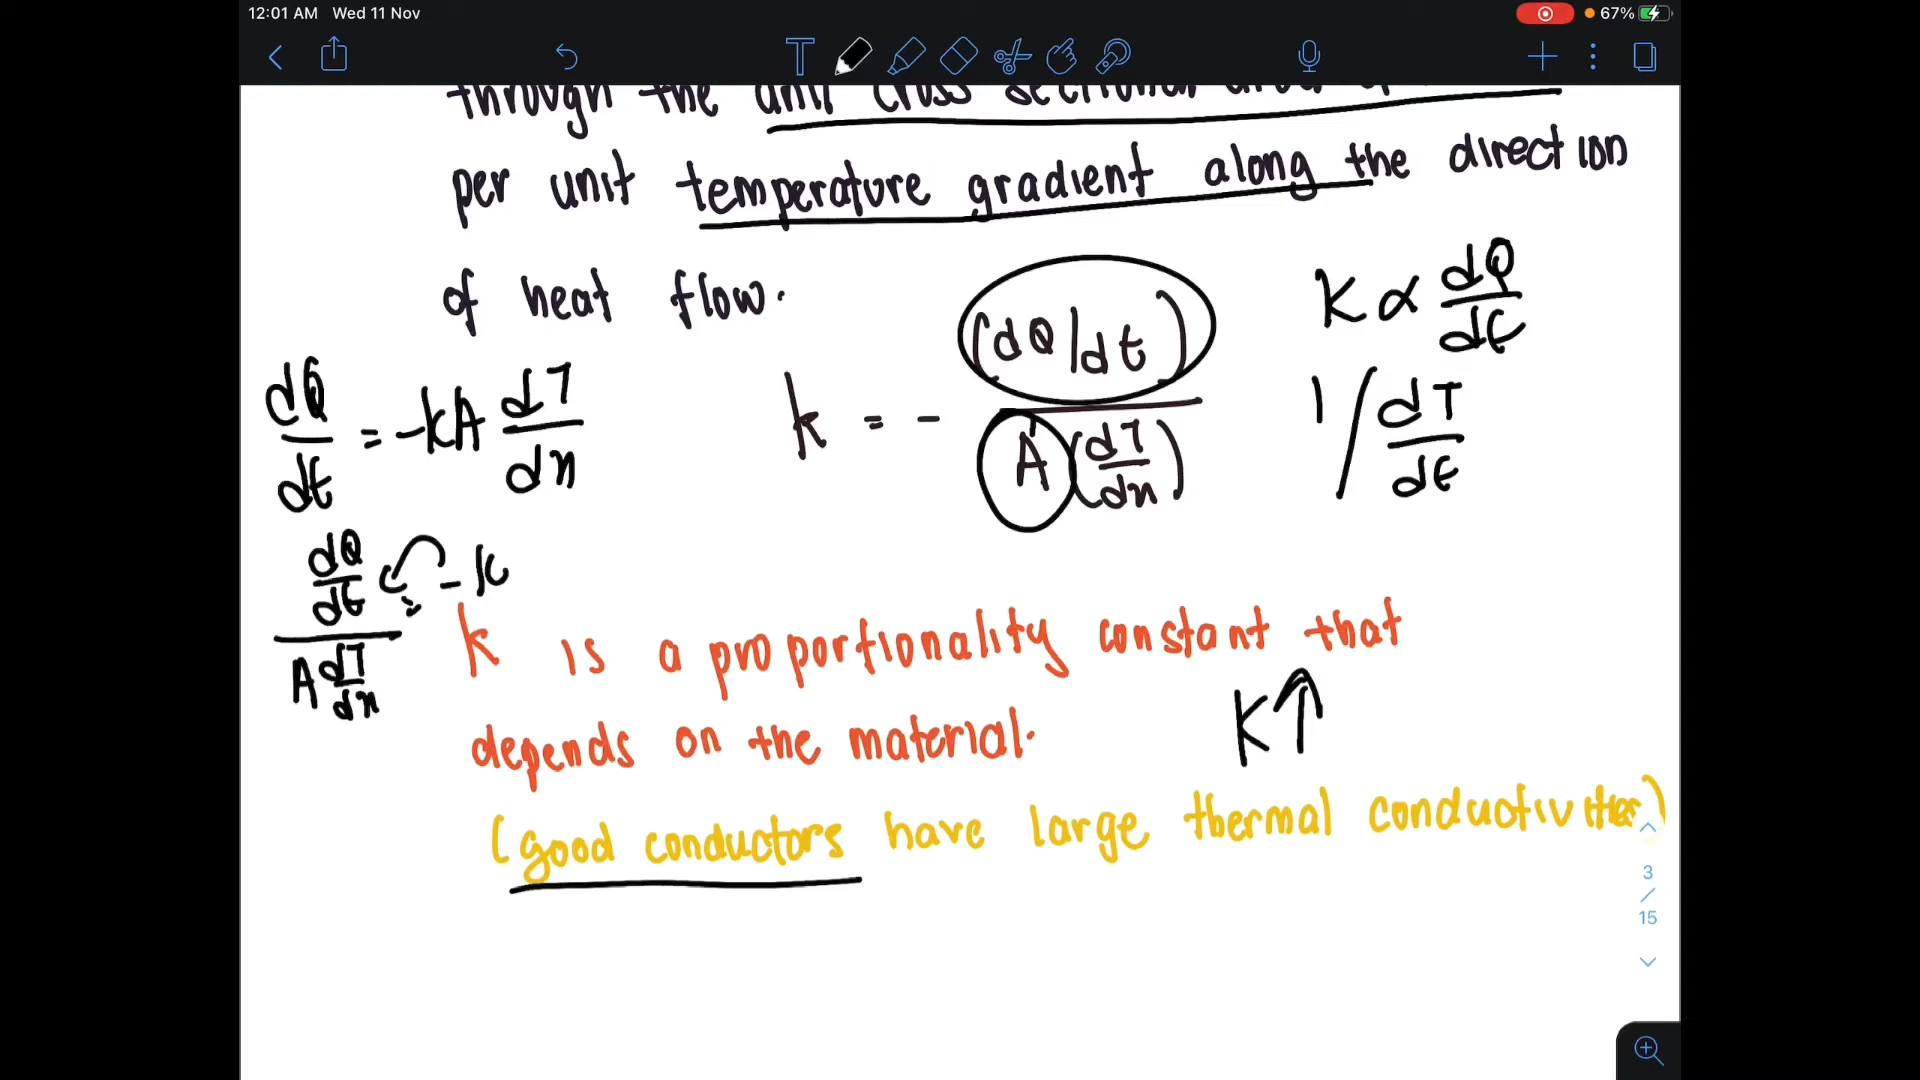 12:01 AM Wed 11 Nov
67%
T
through the unit cross sectional area of
per unit temperature gradient along the direction
of heat flow.
k ∝ dQ/dt
dQ/dt = -kA dT/dx
k = - (dQ/dt) / A (dT/dx)
1 / dT/dt
dQ/dt / A dT/dx = - k
k is a proportionality constant that
depends on the material.
K↑
(good conductors have large thermal conductivities)
3
/
15